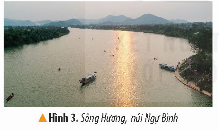 ▲Hình 3. Sông Hương, núi Ngự Bình